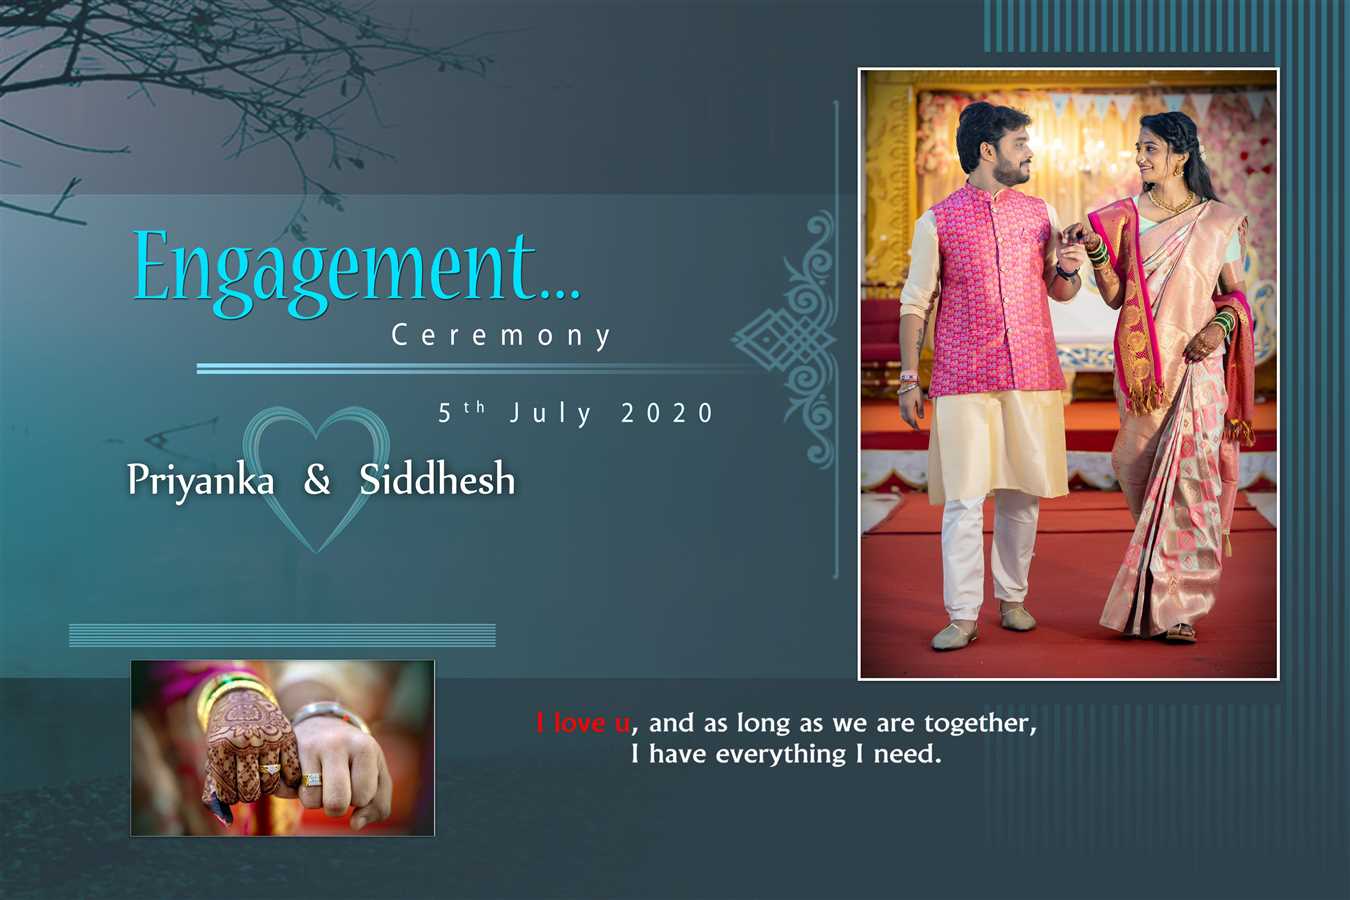 Engagement...
Ceremony
5th July 2020
Priyanka & Siddhesh
I love u, and as long as we are together,
I have everything I need.